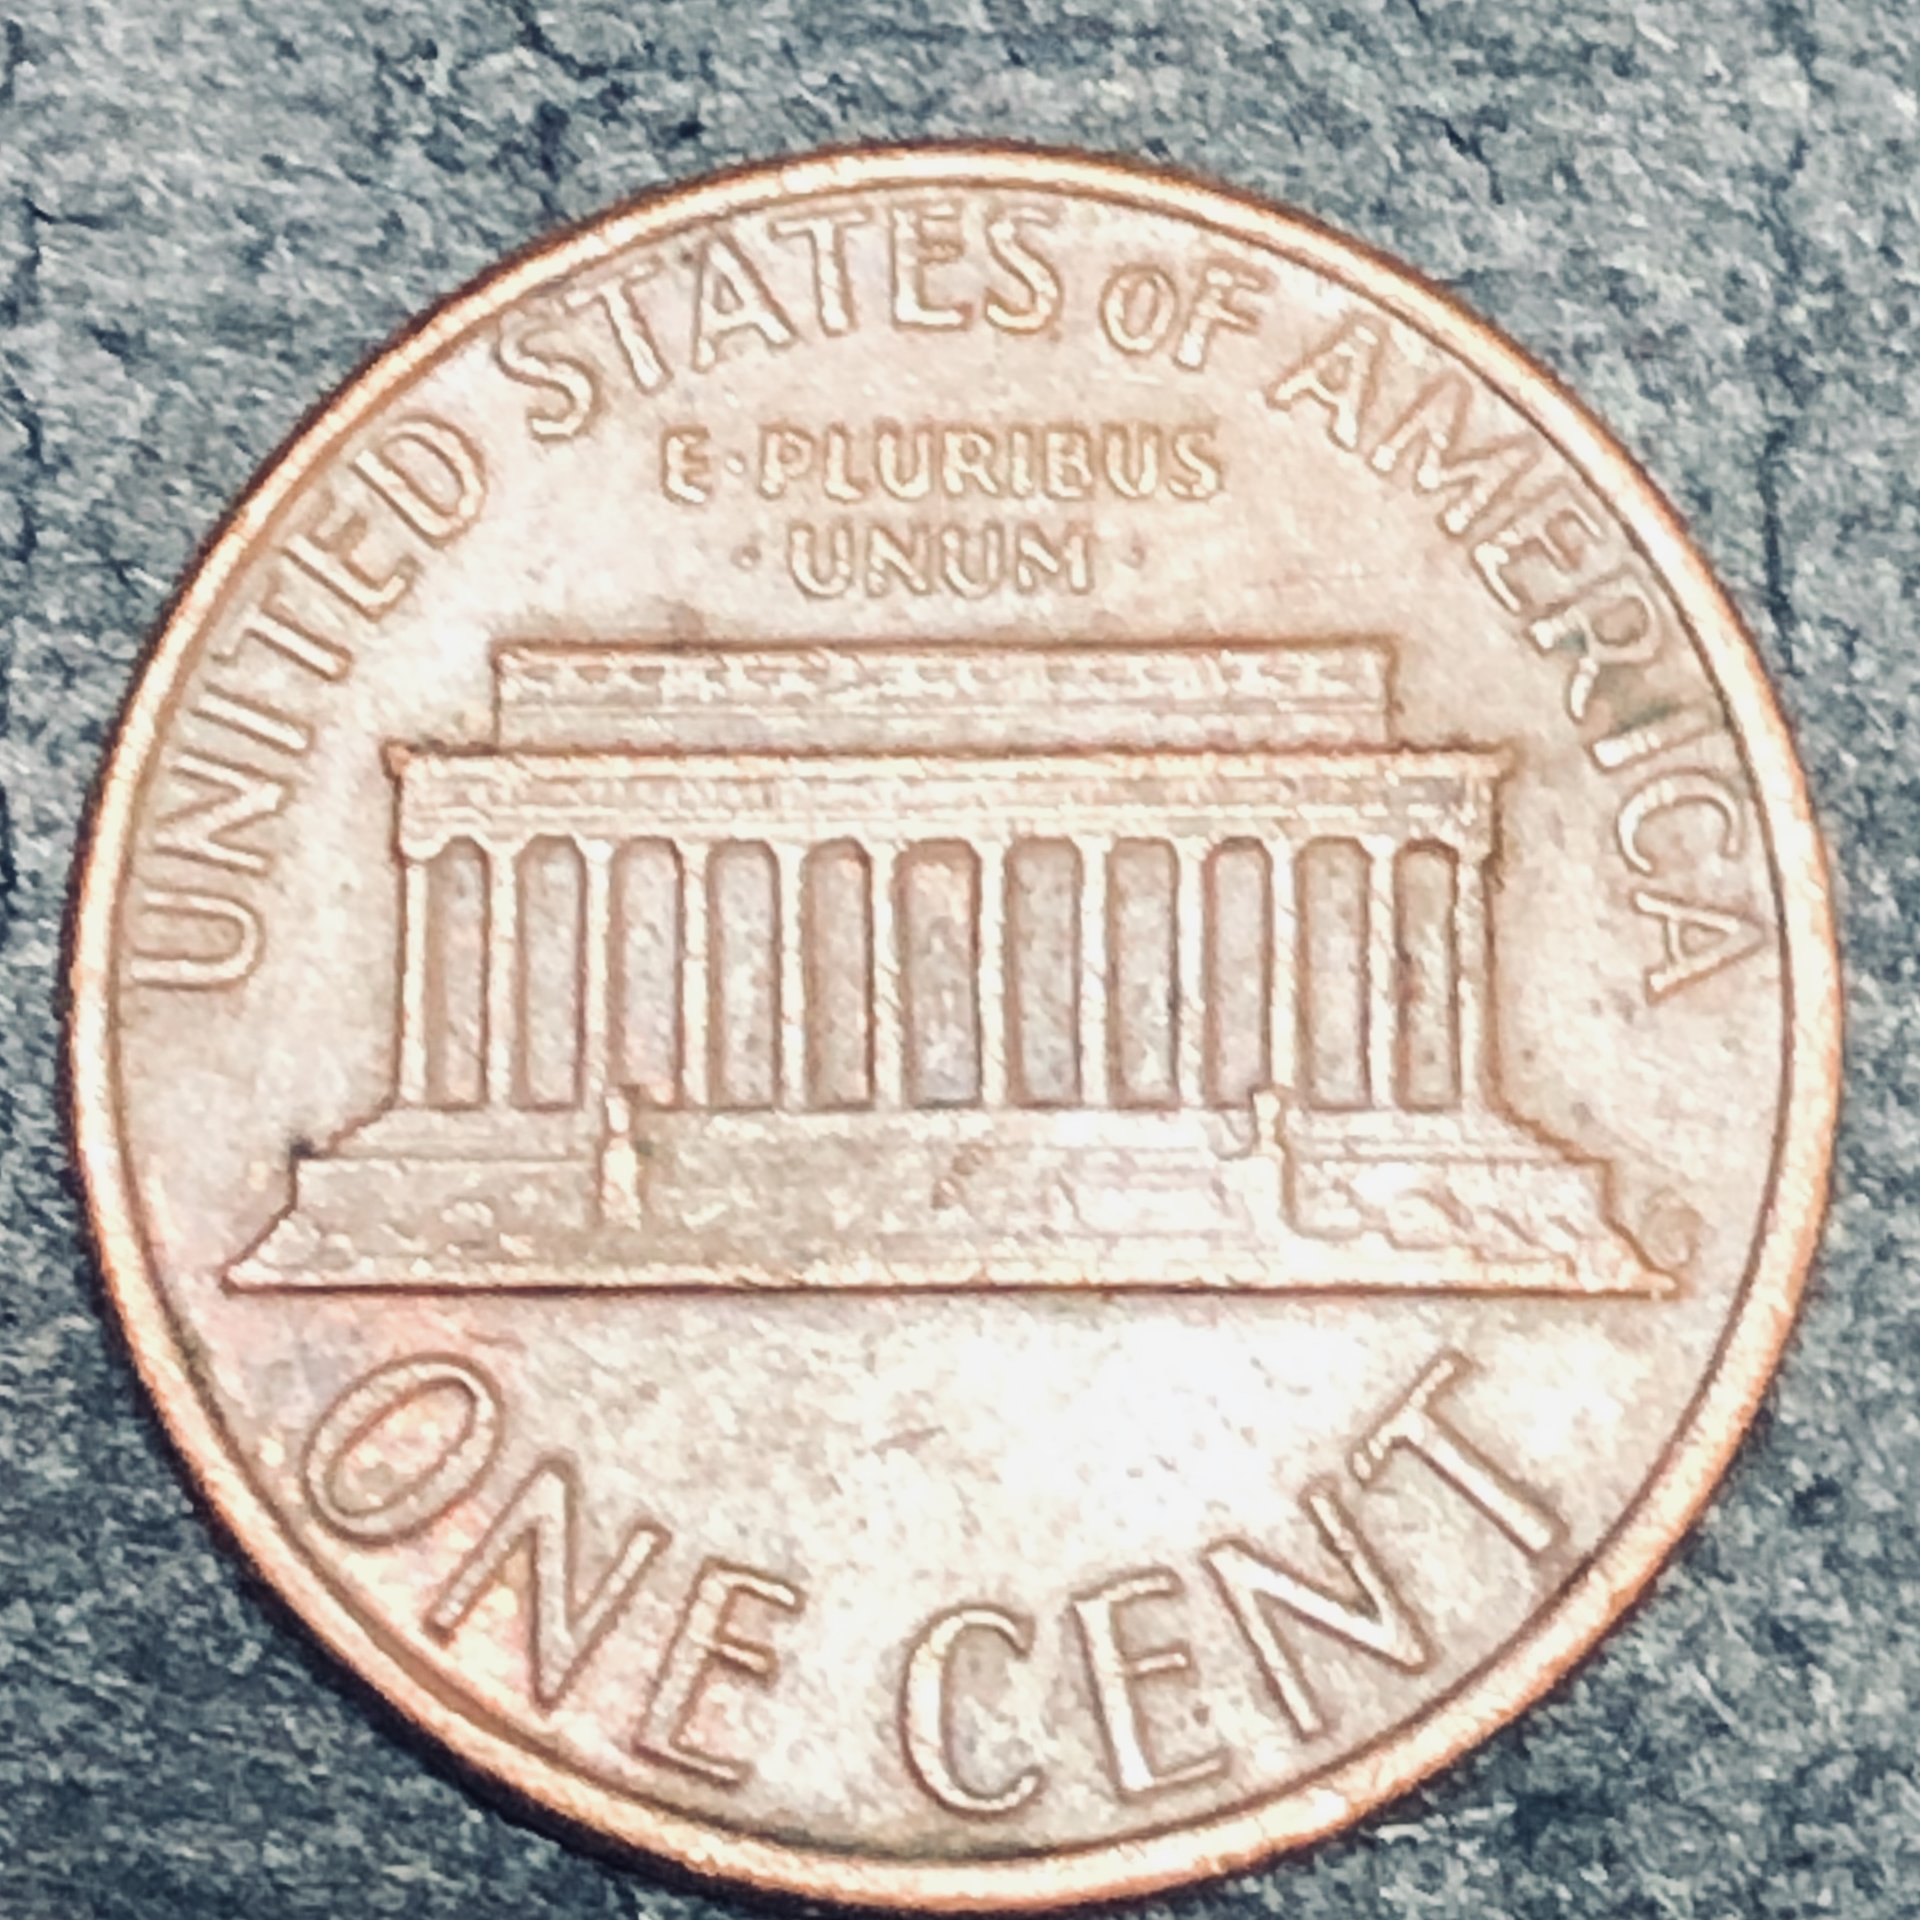 UNITED STATES OF AMERICA
E·PLURIBUS
·UNUM·
ONE CENT